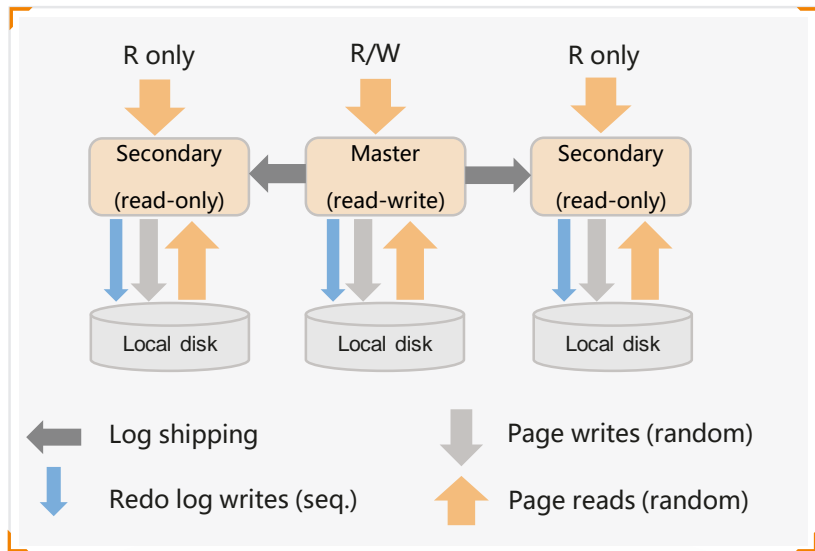 R only
R/W
R only
Secondary
(read-only)
Master
(read-write)
Secondary
(read-only)
Local disk
Local disk
Local disk
Log shipping
Page writes (random)
Redo log writes (seq.)
Page reads (random)